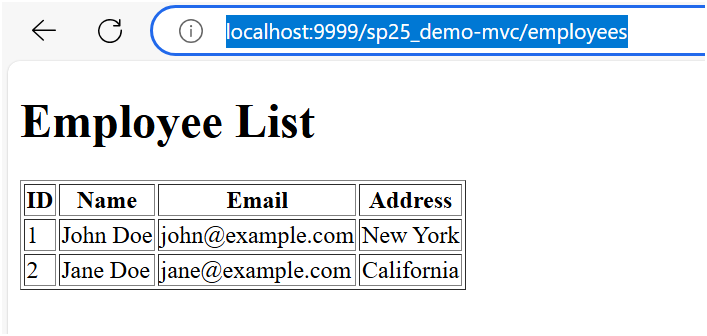 localhost:9999/sp25_demo-mvc/employees
Employee List
ID Name Email Address
1 John Doe john@example.com New York
2 Jane Doe jane@example.com California